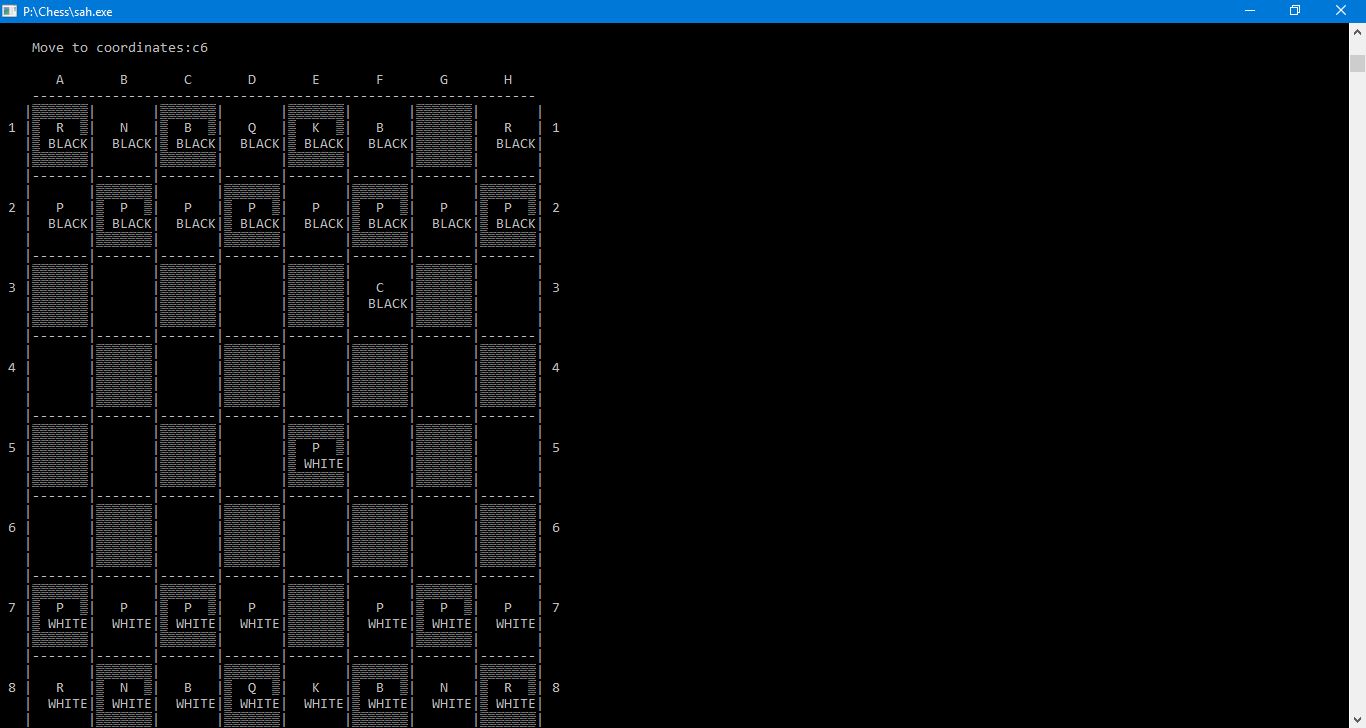 P:\Chess\sah.exe
Move to coordinates:c6
A B C D E F G H
1 R N B Q K B R 1
BLACK BLACK BLACK BLACK BLACK BLACK BLACK
2 P P P P P P P P 2
BLACK BLACK BLACK BLACK BLACK BLACK BLACK BLACK
3 C 3
BLACK
4 4
5 P 5
WHITE
6 6
7 P P P P P P P 7
WHITE WHITE WHITE WHITE WHITE WHITE WHITE
8 R N B Q K B N R 8
WHITE WHITE WHITE WHITE WHITE WHITE WHITE WHITE